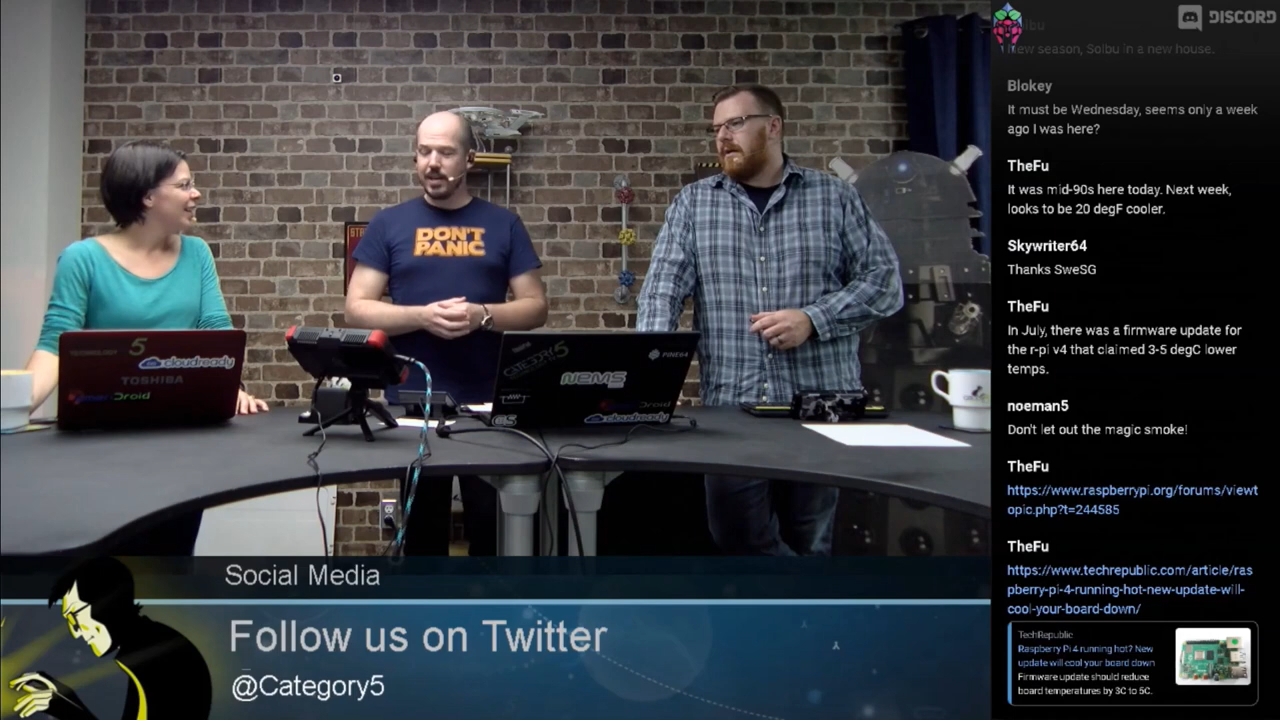 DISCORD
New season, Solbu in a new house.
Blokey
It must be Wednesday, seems only a week
ago I was here?
TheFu
It was mid-90s here today. Next week,
looks to be 20 degF cooler.
Skywriter64
Thanks SweSG
TheFu
In July, there was a firmware update for
the r-pi v4 that claimed 3-5 degC lower
temps.
noeman5
Don't let out the magic smoke!
TheFu
https://www.raspberrypi.org/forums/viewt
opic.php?t=244585
TheFu
https://www.techrepublic.com/article/ras
pberry-pi-4-running-hot-new-update-will-
cool-your-board-down/
TechRepublic
Raspberry Pi 4 running hot? New
update will cool your board down
Firmware update should reduce
board temperatures by 3C to 5C.
DON'T
PANIC
5
cloudready
TOSHIBA
CATEGORY5
PINE64
NEMS
cloudready
Social Media
Follow us on Twitter
@Category5